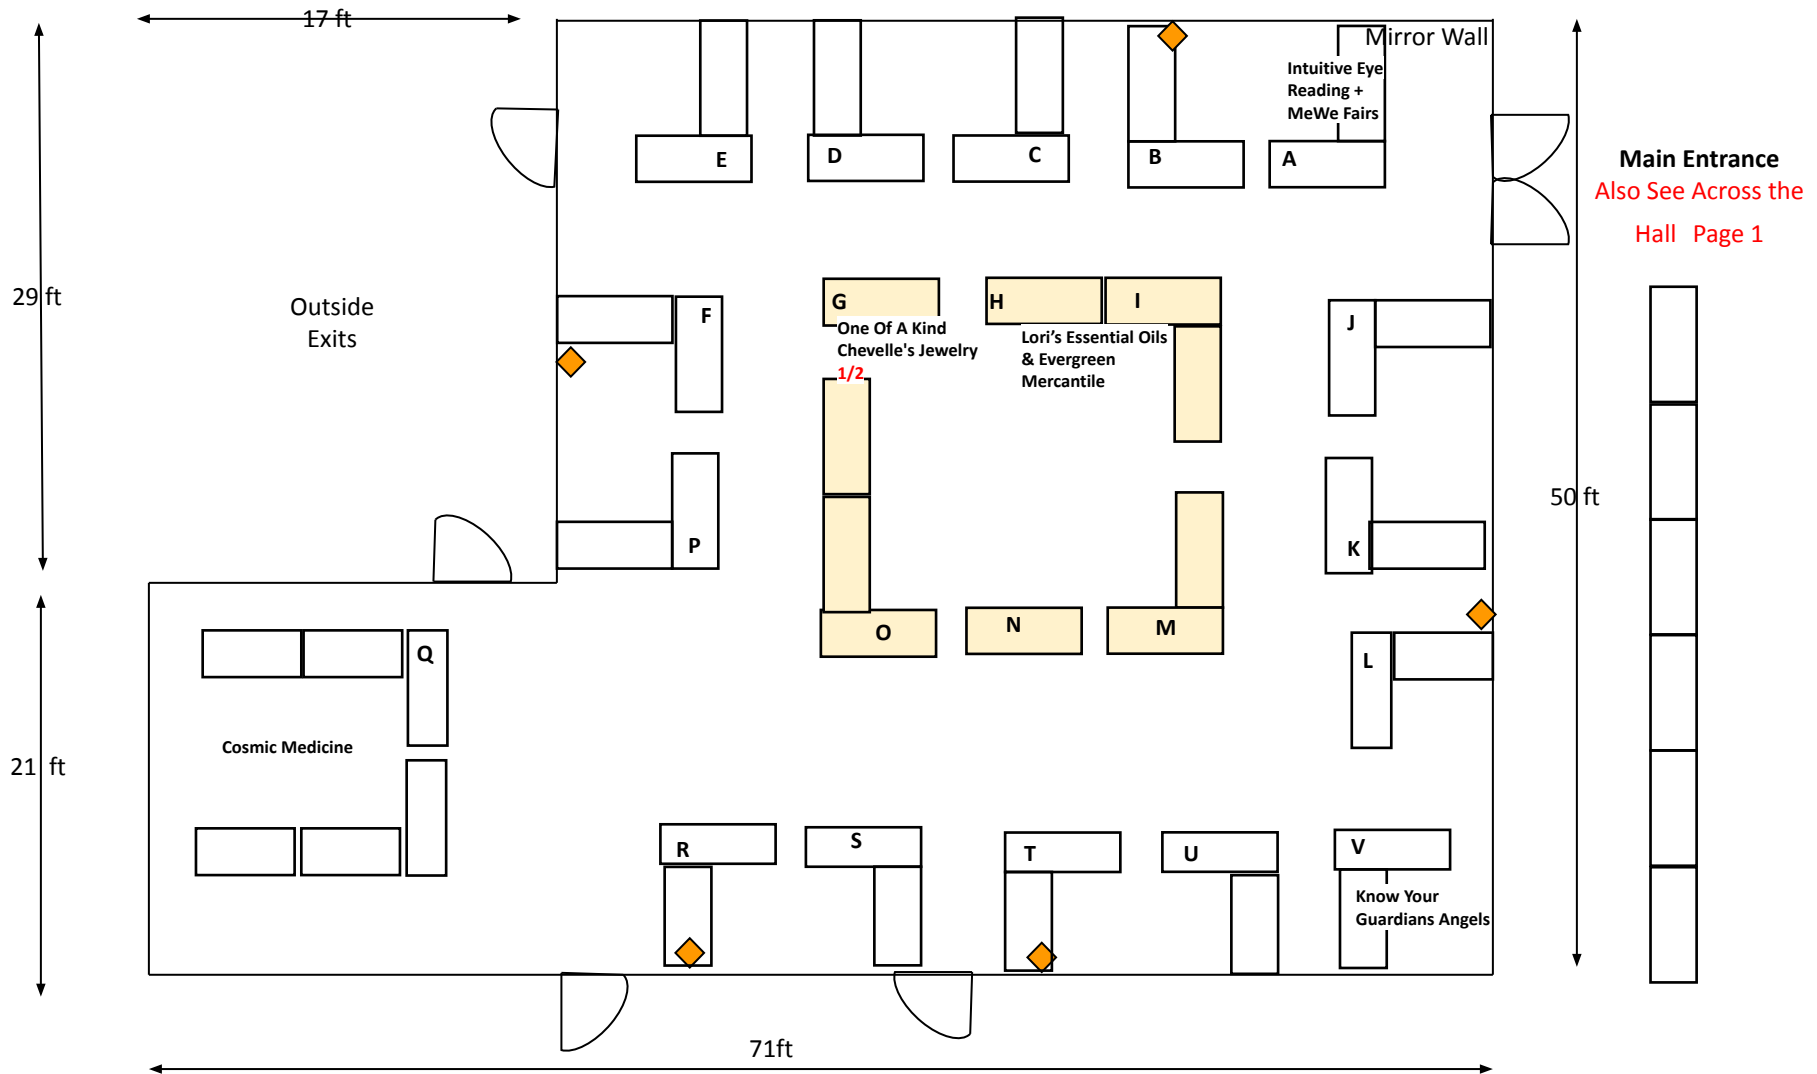 17 ft
Mirror Wall
Intuitive Eye
Reading +
MeWe Fairs
E
D
C
B
A
Main Entrance
Also See Across the
Hall Page 1
29 ft
Outside
Exits
F
G
H
I
J
One Of A Kind
Chevelle's Jewelry
1/2
Lori's Essential Oils
& Evergreen
Mercantile
50 ft
P
K
O
N
M
Q
L
Cosmic Medicine
21 ft
R
S
T
U
V
Know Your
Guardians Angels
71ft